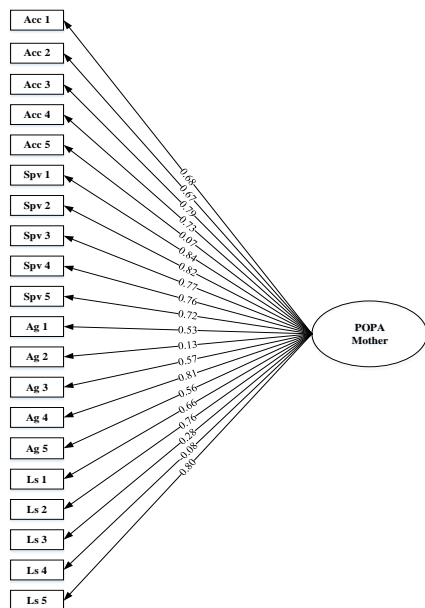 Acc 1
Acc 2
Acc 3
Acc 4
Acc 5
Spv 1
Spv 2
Spv 3
Spv 4
Spv 5
Ag 1
Ag 2
Ag 3
Ag 4
Ag 5
Ls 1
Ls 2
Ls 3
Ls 4
Ls 5
0.68
0.67
0.79
0.73
0.07
0.84
0.82
0.77
0.76
0.72
0.53
0.13
0.57
0.81
0.56
0.66
0.76
0.28
0.08
0.80
POPA
Mother